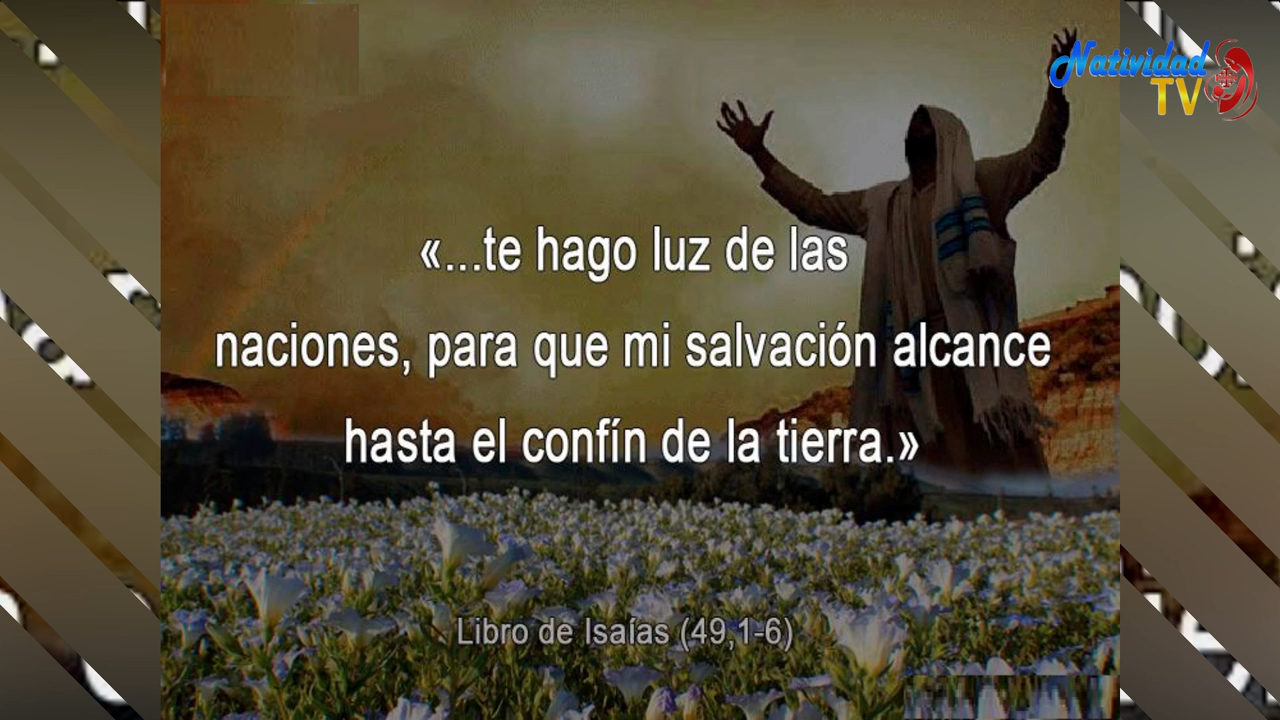 Natividad
TV
«...te hago luz de las
naciones, para que mi salvación alcance
hasta el confín de la tierra.»
Libro de Isaías (49,1-6)